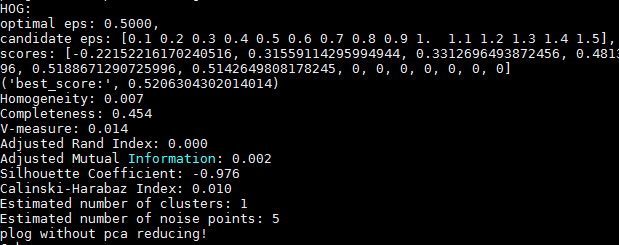 HOG:
optimal eps: 0.5000,
candidate eps: [0.1 0.2 0.3 0.4 0.5 0.6 0.7 0.8 0.9 1.  1.1 1.2 1.3 1.4 1.5],
scores: [-0.22152216170240516, 0.31559114295994944, 0.3312696493872456, 0.4813
96, 0.5188671290725996, 0.5142649808178245, 0, 0, 0, 0, 0, 0, 0]
('best_score:', 0.5206304302014014)
Homogeneity: 0.007
Completeness: 0.454
V-measure: 0.014
Adjusted Rand Index: 0.000
Adjusted Mutual Information: 0.002
Silhouette Coefficient: -0.976
Calinski-Harabaz Index: 0.010
Estimated number of clusters: 1
Estimated number of noise points: 5
plog without pca reducing!